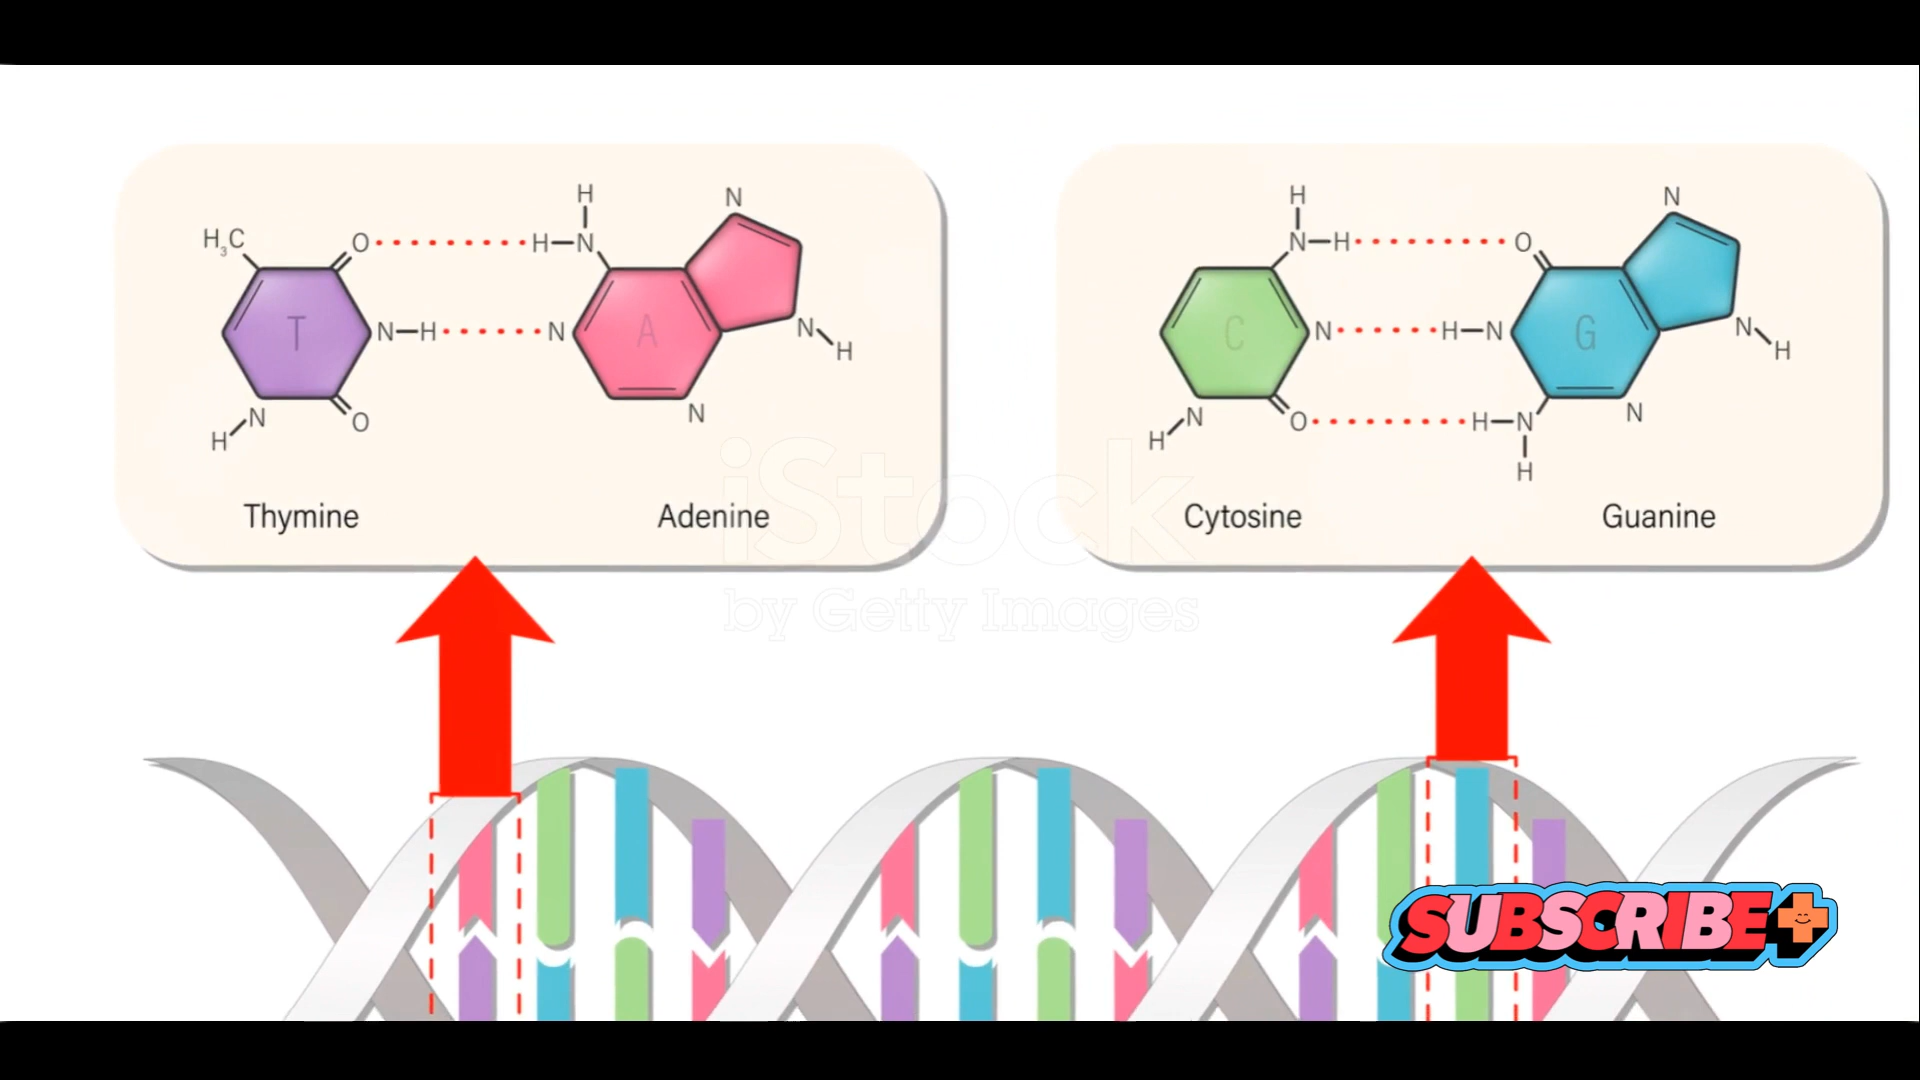 H
N
H₃C
O
H—N
T
N—H
N
A
N
H
N
H
O
N
Thymine
Adenine
H
N
N—H
O
C
N
H—N
G
N
H
N
H
O
H—N
N
H
Cytosine
Guanine
iStock
by Getty Images
SUBSCRIBE